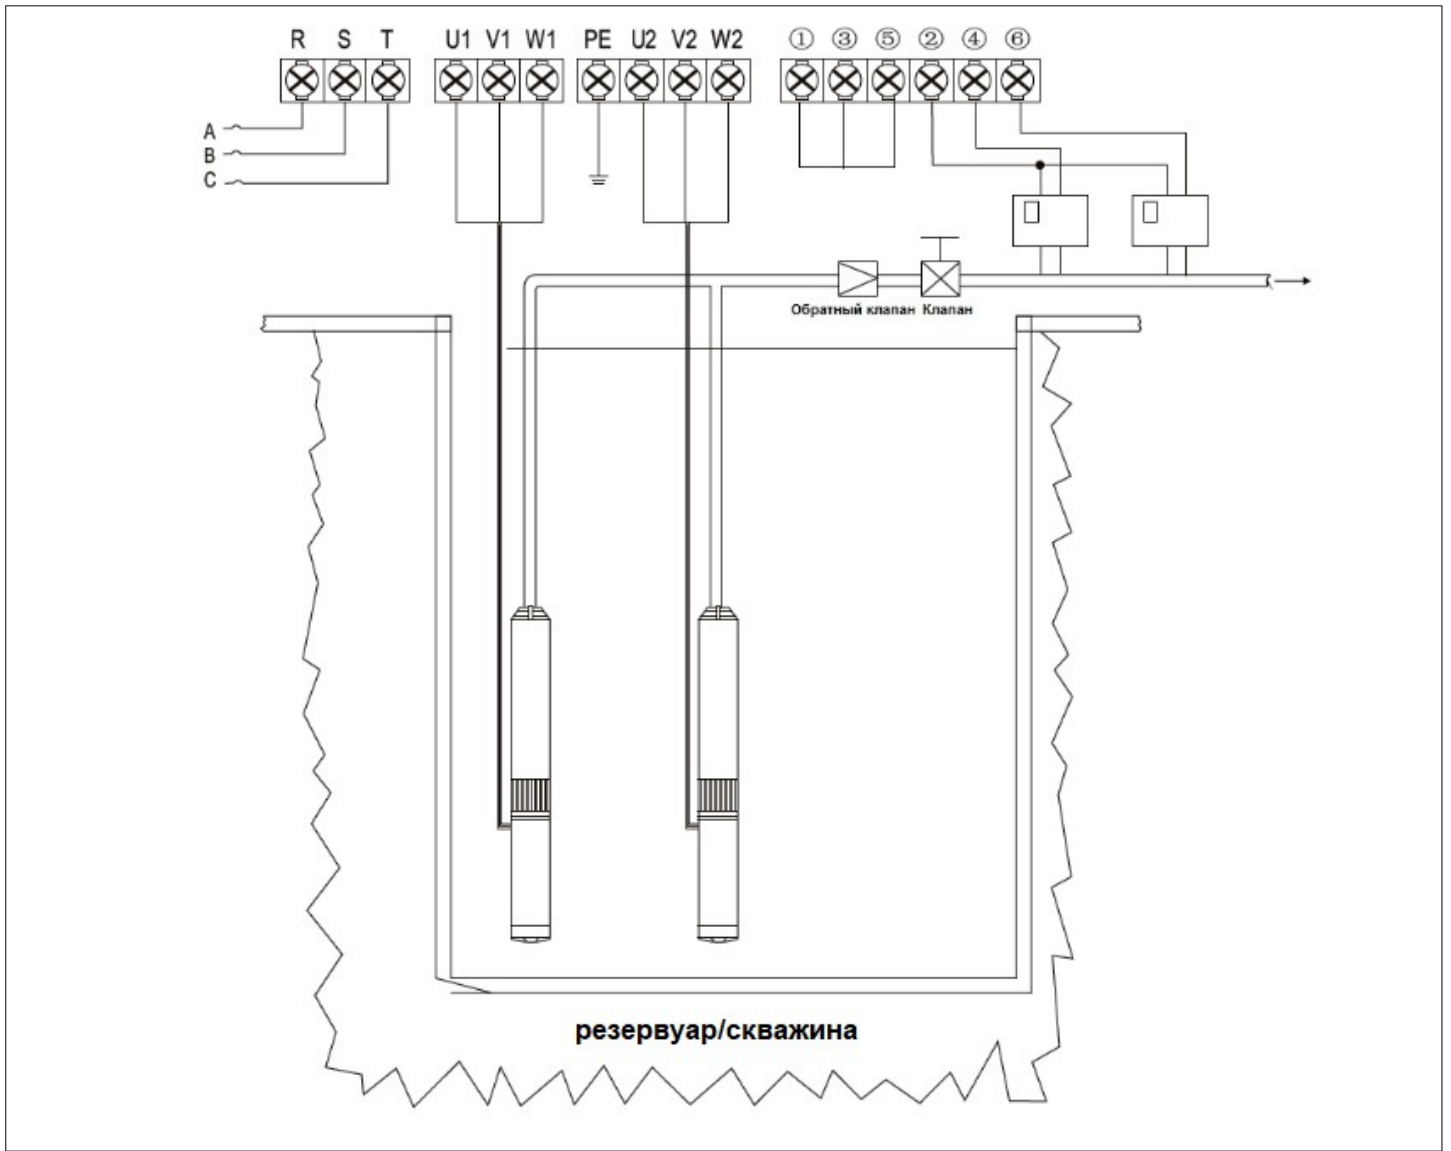 R S T U1 V1 W1 PE U2 V2 W2 ① ③ ⑤ ② ④ ⑥
A
B
C
Обратный клапан Клапан
резервуар/скважина